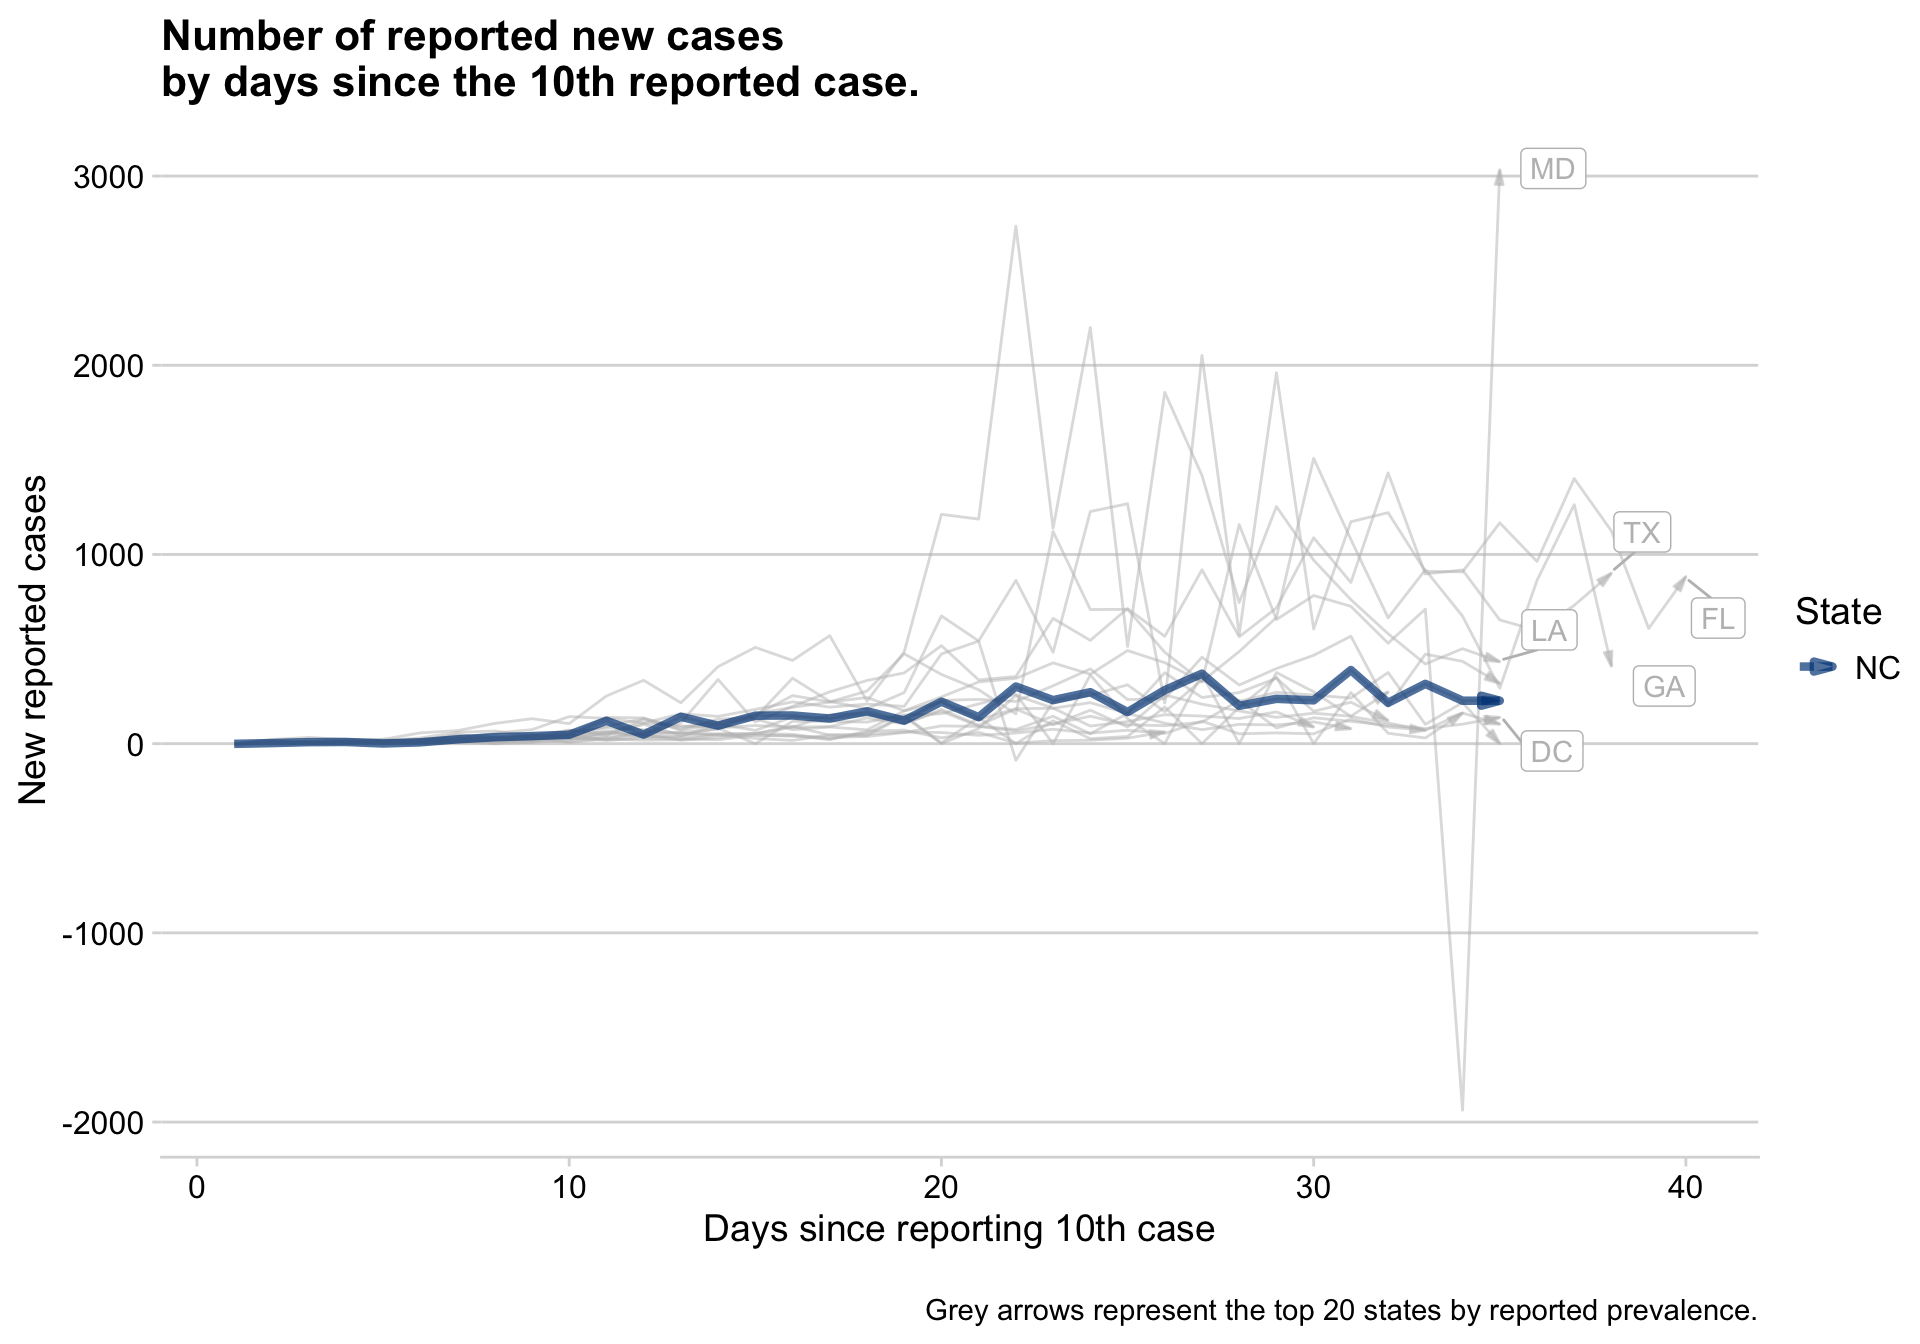 Number of reported new cases
by days since the 10th reported case.
New reported cases
3000
2000
1000
0
-1000
-2000
MD
TX
FL
LA
GA
DC
State
NC
0 10 20 30 40
Days since reporting 10th case
Grey arrows represent the top 20 states by reported prevalence.